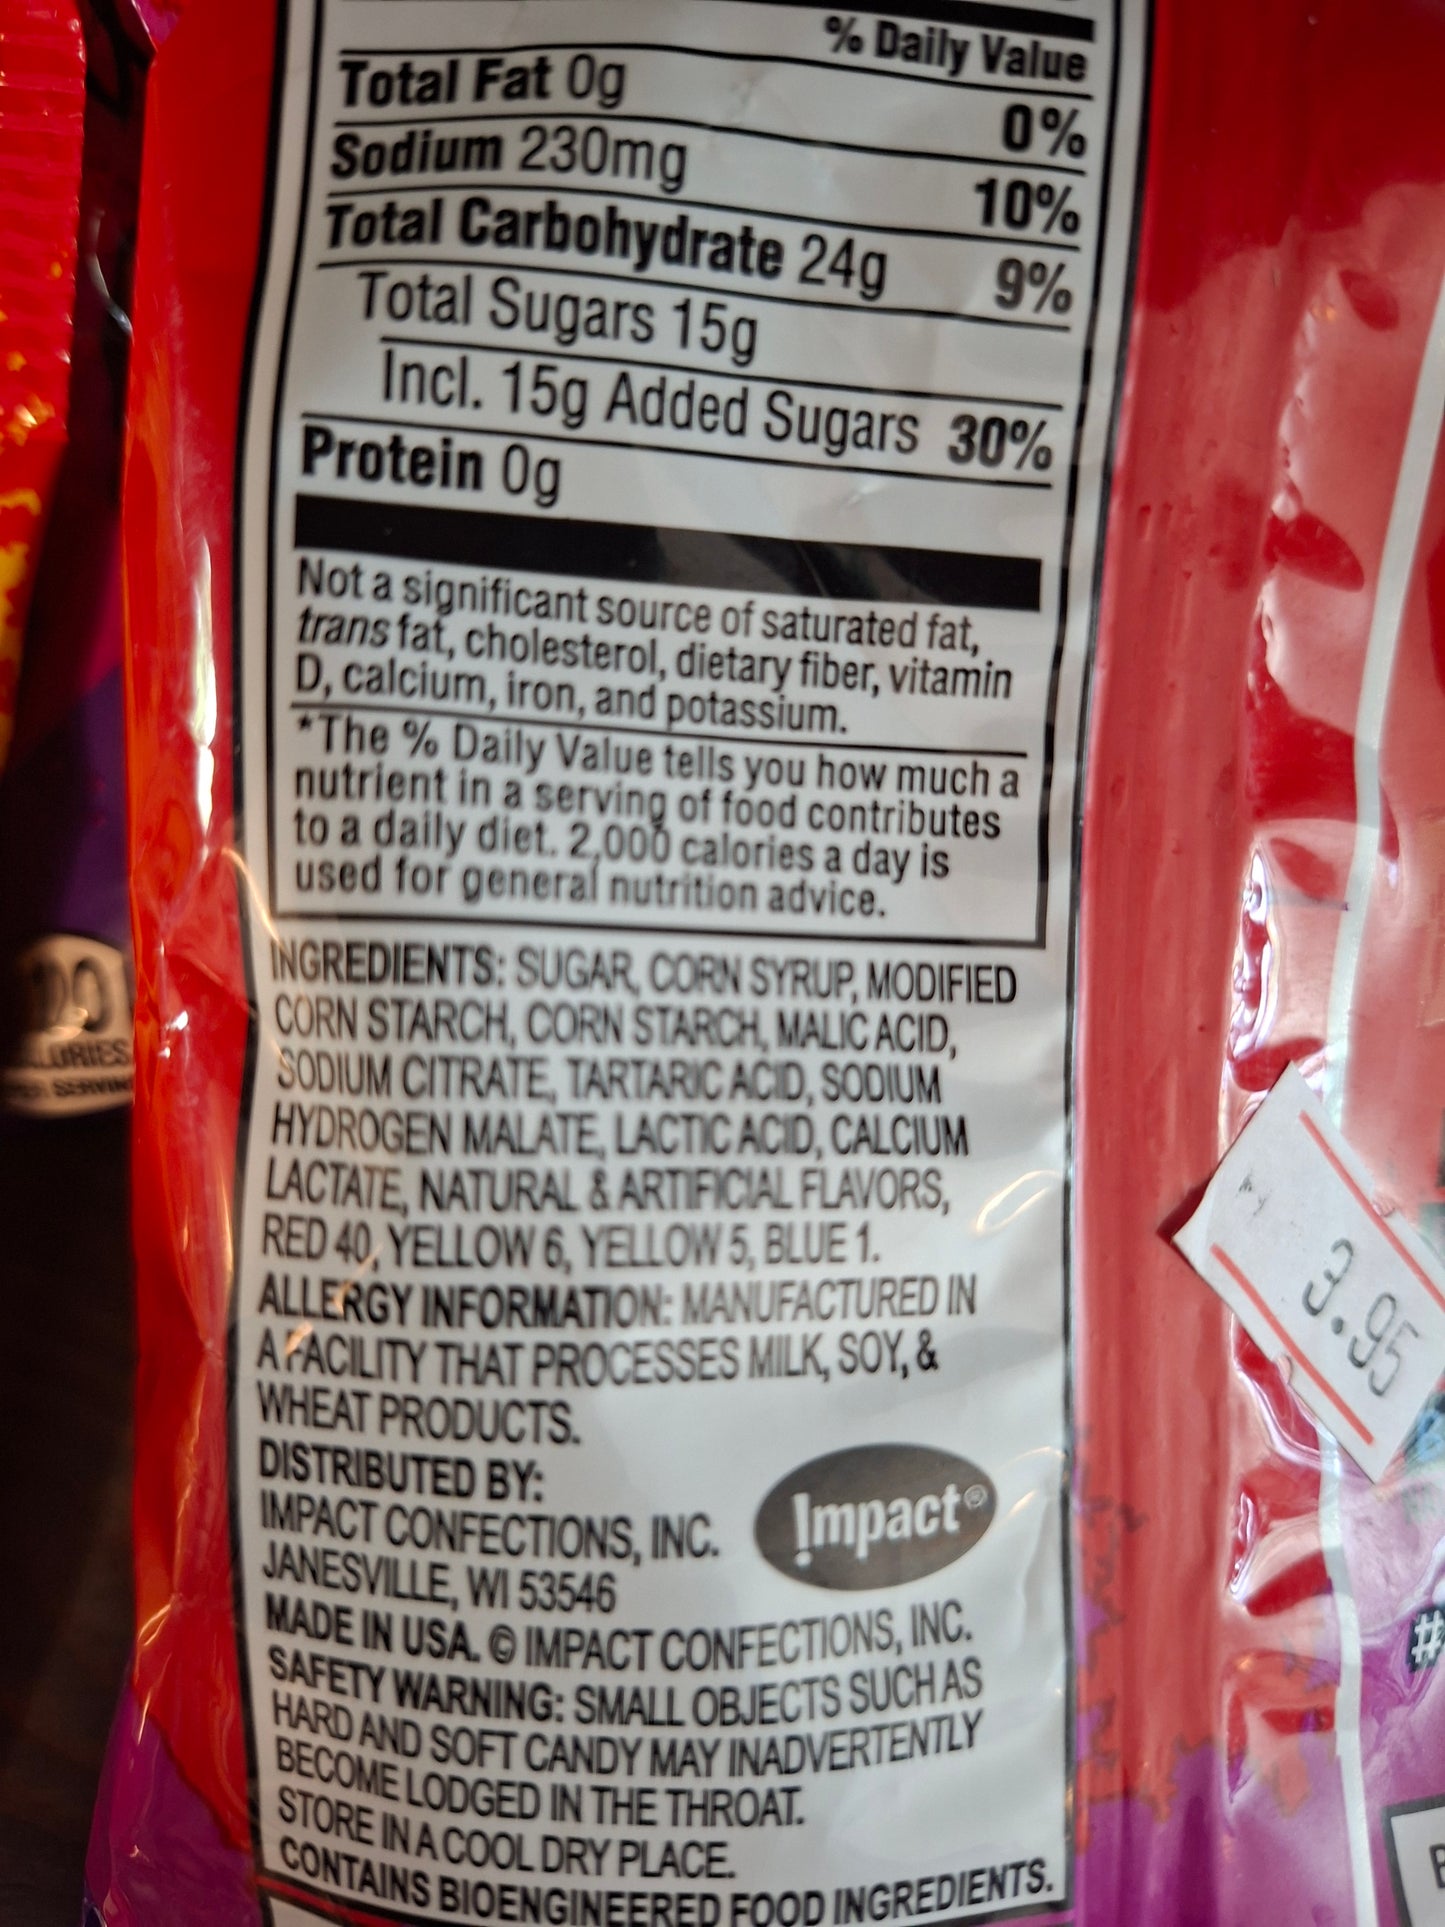 % Daily Value
Total Fat 0g 0%
Sodium 230mg 10%
Total Carbohydrate 24g 9%
Total Sugars 15g
Incl. 15g Added Sugars 30%
Protein 0g
Not a significant source of saturated fat,
trans fat, cholesterol, dietary fiber, vitamin
D, calcium, iron, and potassium.
*The % Daily Value tells you how much a
nutrient in a serving of food contributes
to a daily diet. 2,000 calories a day is
used for general nutrition advice.
INGREDIENTS: SUGAR, CORN SYRUP, MODIFIED
CORN STARCH, CORN STARCH, MALIC ACID,
SODIUM CITRATE, TARTARIC ACID, SODIUM
HYDROGEN MALATE, LACTIC ACID, CALCIUM
LACTATE, NATURAL & ARTIFICIAL FLAVORS,
RED 40, YELLOW 6, YELLOW 5, BLUE 1.
ALLERGY INFORMATION: MANUFACTURED IN
A FACILITY THAT PROCESSES MILK, SOY, &
WHEAT PRODUCTS.
DISTRIBUTED BY:
IMPACT CONFECTIONS, INC.
JANESVILLE, WI 53546
Impact®
MADE IN USA. © IMPACT CONFECTIONS, INC.
SAFETY WARNING: SMALL OBJECTS SUCH AS
HARD AND SOFT CANDY MAY INADVERTENTLY
BECOME LODGED IN THE THROAT.
STORE IN A COOL DRY PLACE.
CONTAINS BIOENGINEERED FOOD INGREDIENTS.
3.95
#